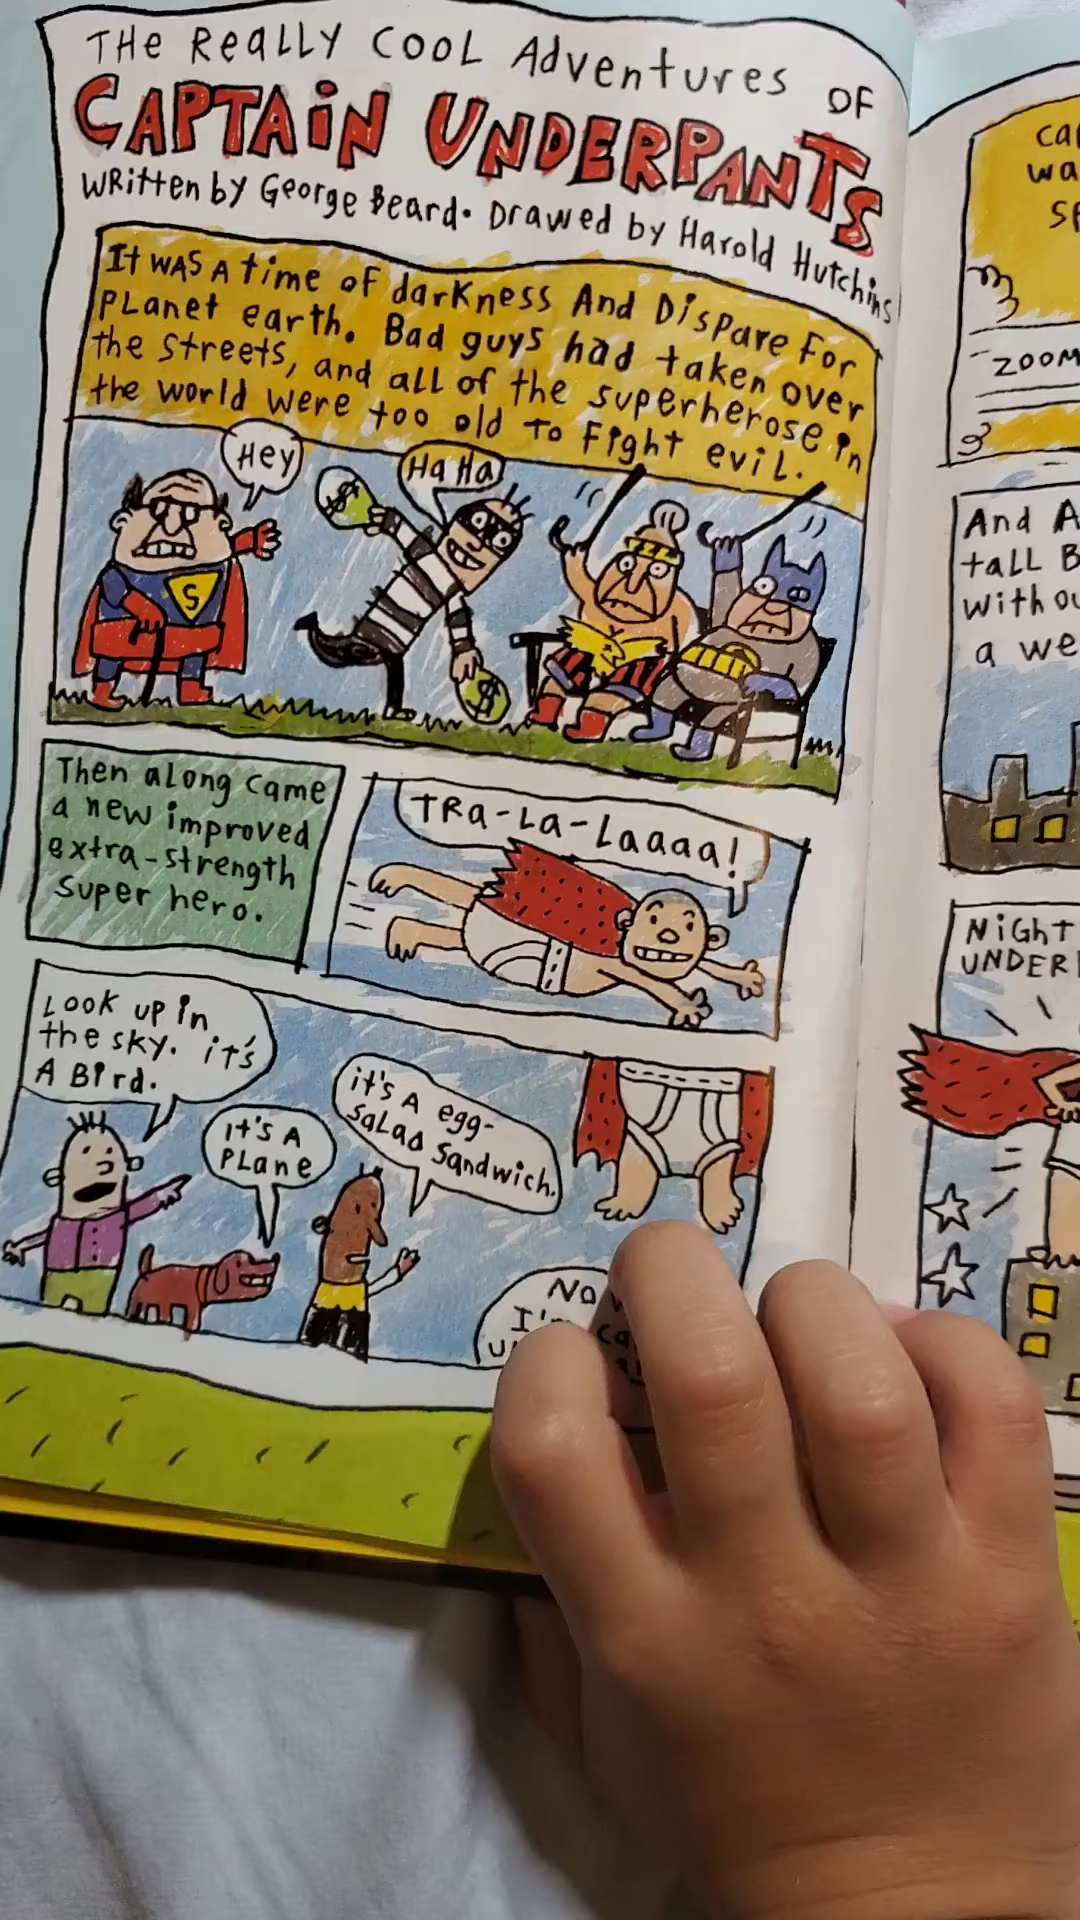 THE ReaLLY COOL AdVentures OF
CAPTAiN UNDERPANTS
WRitten by George Beard. Drawed by Harold Hutchins
It WAS A time OF darKness And Dispare For
PLanet earth. Bad guys had taken over
the streets, and all of the superherose in
the world were too old To Fight eviL.
Hey
Ha Ha
$
S
$
Then along came
a new improved
extra-strength
Super hero.
TRA-La-Laaaa!
Look up in
the sky. it's
A Bird.
it's A
PLane
it's A egg-
SaLaD Sandwich.
No
I'm
ZOOM
And A
taLL B
with ou
a we
NiGHT
UNDER